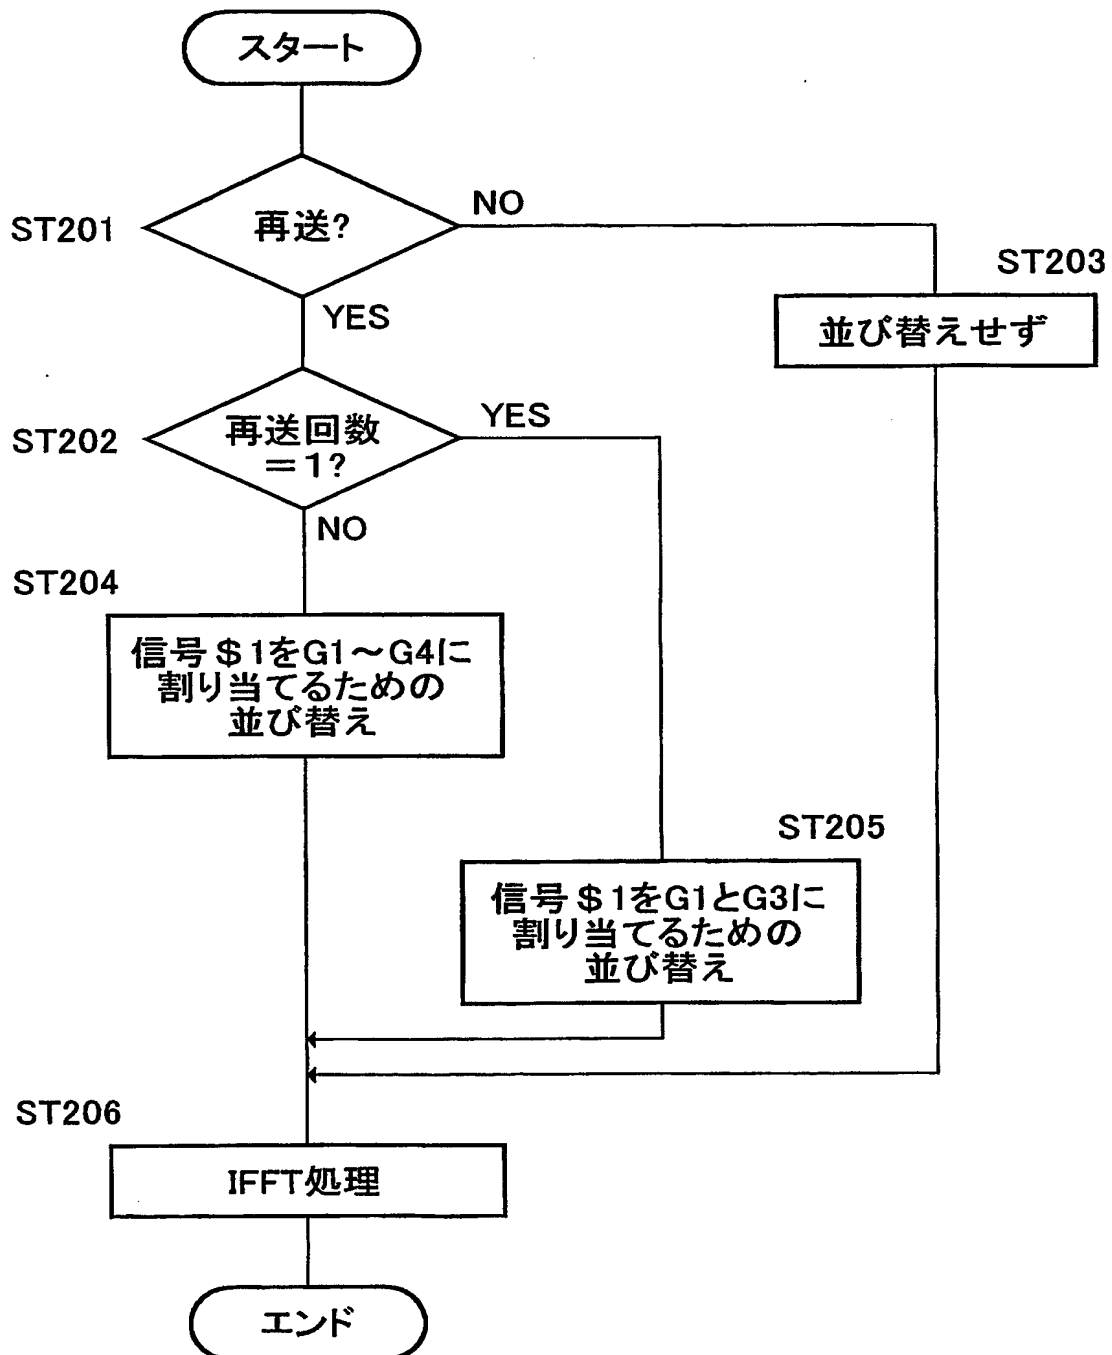 スタート
ST201
再送?
NO
YES
ST203
並び替えせず
ST202
再送回数
＝1?
YES
NO
ST204
信号＄1をG1～G4に
割り当てるための
並び替え
ST205
信号＄1をG1とG3に
割り当てるための
並び替え
ST206
IFFT処理
エンド